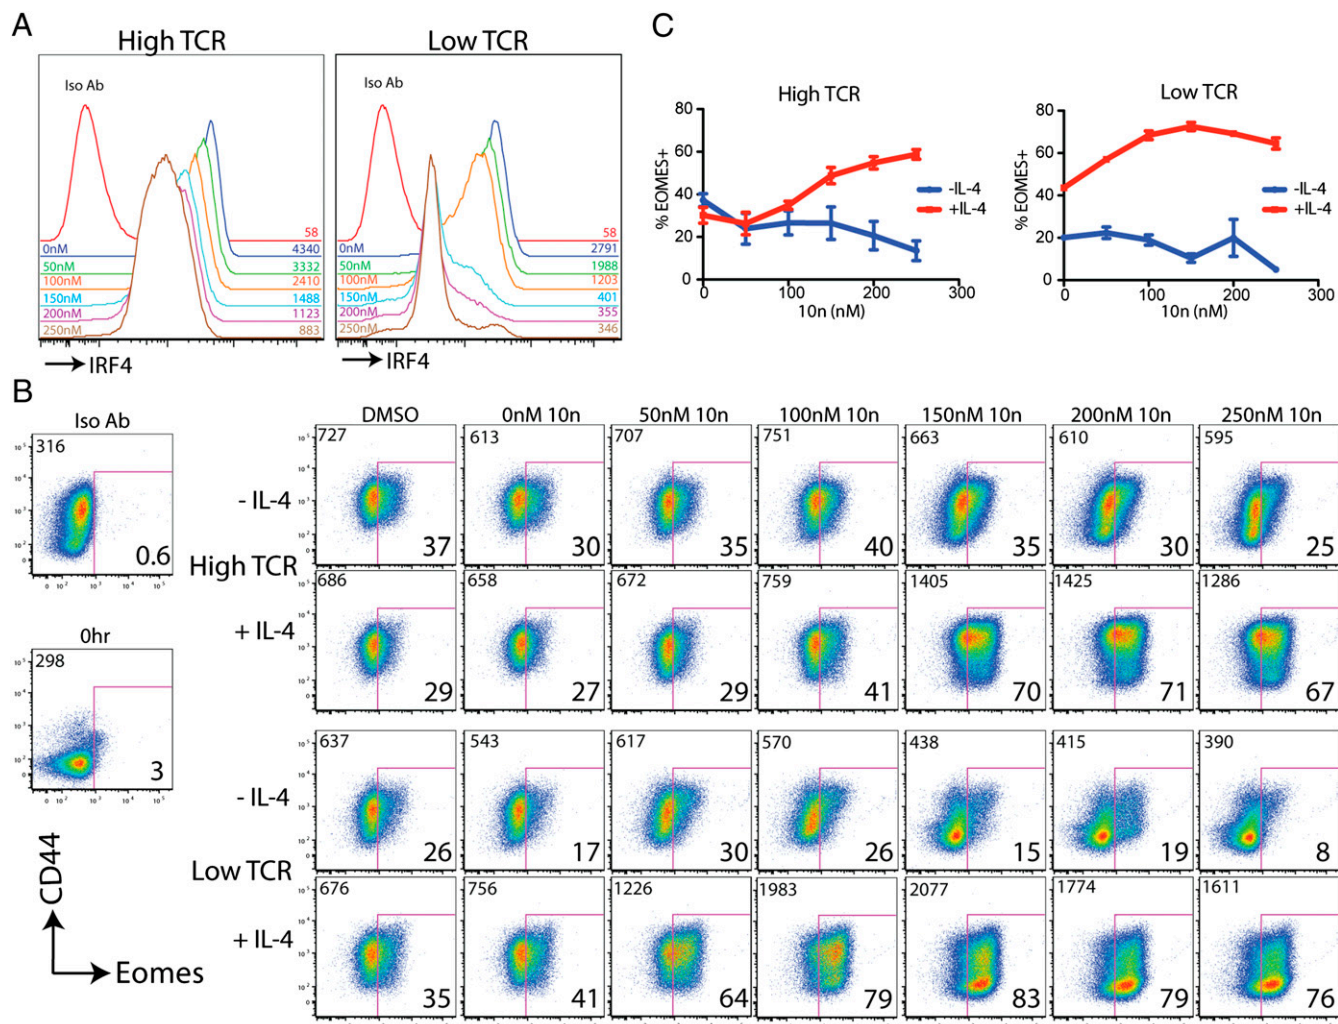 A
High TCR
Low TCR
Iso Ab
Iso Ab
58
58
0nM 4340
0nM 2791
50nM 3332
50nM 1988
100nM 2410
100nM 1203
150nM 1488
150nM 401
200nM 1123
200nM 355
250nM 883
250nM 346
IRF4
IRF4
C
High TCR
80
60
40
20
0
% EOMES+
-IL-4
+IL-4
0 100 200 300
10n (nM)
Low TCR
80
60
40
20
0
% EOMES+
-IL-4
+IL-4
0 100 200 300
10n (nM)
B
Iso Ab
316
0.6
0hr
298
3
CD44
Eomes
DMSO 0nM 10n 50nM 10n 100nM 10n 150nM 10n 200nM 10n 250nM 10n
High TCR
- IL-4
727 613 707 751 663 610 595
37 30 35 40 35 30 25
+ IL-4
686 658 672 759 1405 1425 1286
29 27 29 41 70 71 67
Low TCR
- IL-4
637 543 617 570 438 415 390
26 17 30 26 15 19 8
+ IL-4
676 756 1226 1983 2077 1774 1611
35 41 64 79 83 79 76